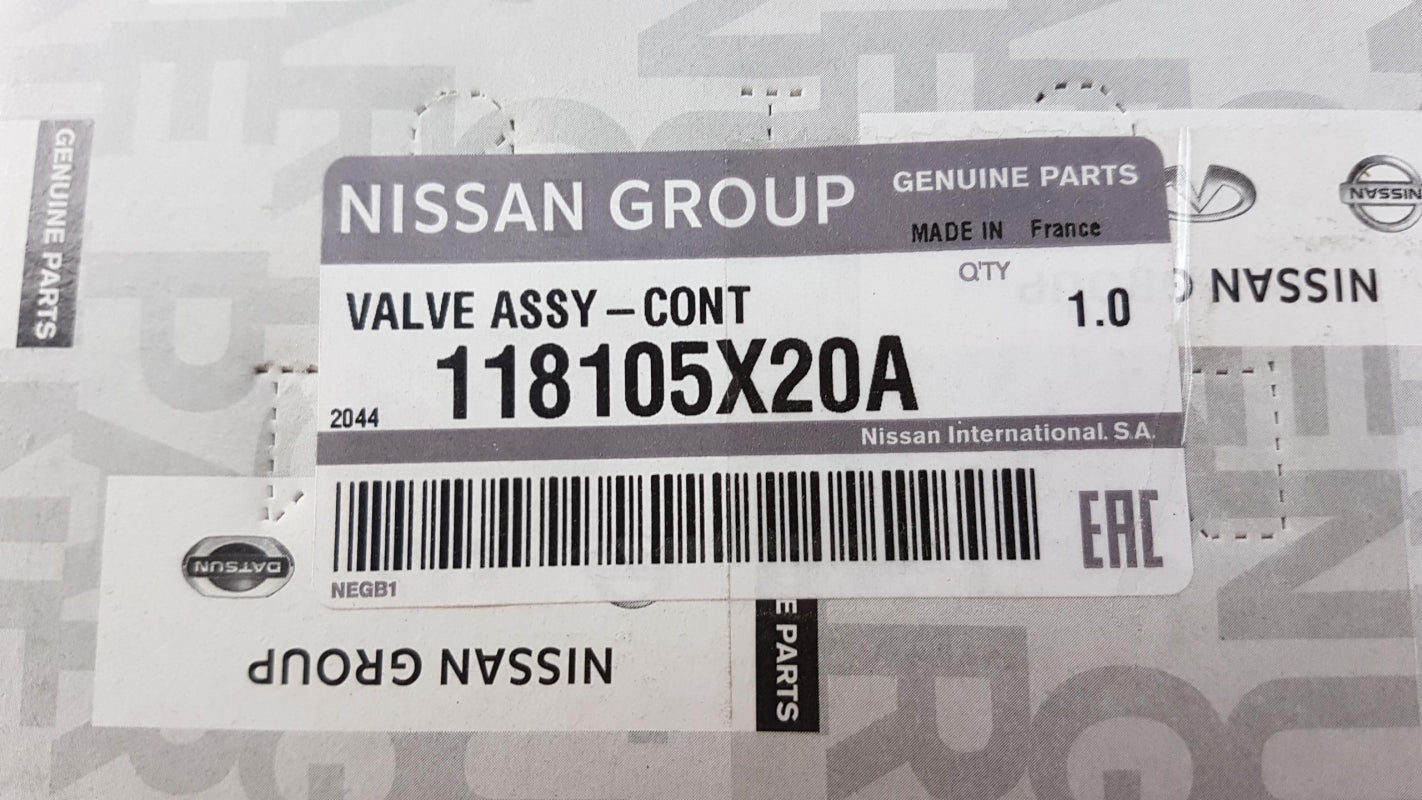 GENUINE PARTS
NISSAN GROUP
GENUINE PARTS
MADE IN France
Q'TY
VALVE ASSY-CONT
1.0
118105X20A
2044
Nissan International. S.A.
EAC
NEGB1
NISSAN
NISSAN
DATSUN
NISSAN GROUP
E PARTS